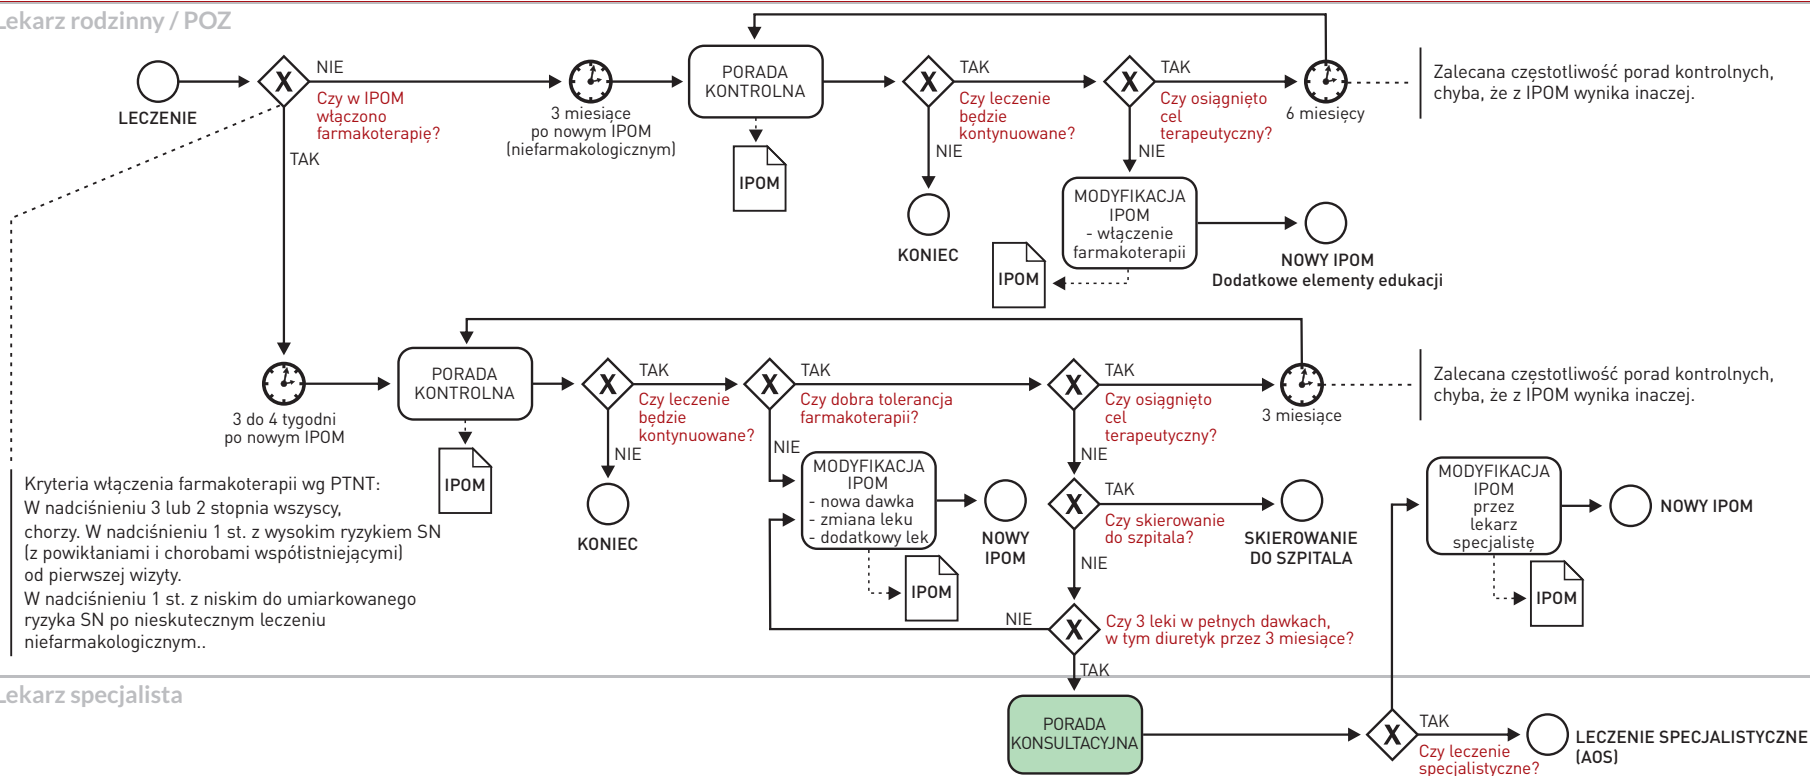 Lekarz rodzinny / POZ
LECZENIE
X
NIE
Czy w IPOM
włączono
farmakoterapię?
TAK
3 miesiące
po nowym IPOM
(niefarmakologicznym)
PORADA
KONTROLNA
IPOM
X
TAK
Czy leczenie
będzie
kontynuowane?
NIE
KONIEC
X
TAK
Czy osiągnięto
cel
terapeutyczny?
NIE
6 miesięcy
Zalecana częstotliwość porad kontrolnych,
chyba, że z IPOM wynika inaczej.
MODYFIKACJA
IPOM
- włączenie
farmakoterapii
IPOM
NOWY IPOM
Dodatkowe elementy edukacji
3 do 4 tygodni
po nowym IPOM
PORADA
KONTROLNA
IPOM
X
TAK
Czy leczenie
będzie
kontynuowane?
NIE
KONIEC
X
TAK
Czy dobra tolerancja
farmakoterapii?
NIE
MODYFIKACJA
IPOM
- nowa dawka
- zmiana leku
- dodatkowy lek
IPOM
NOWY
IPOM
X
TAK
Czy osiągnięto
cel
terapeutyczny?
NIE
3 miesiące
Zalecana częstotliwość porad kontrolnych,
chyba, że z IPOM wynika inaczej.
X
TAK
Czy skierowanie
do szpitala?
NIE
SKIEROWANIE
DO SZPITALA
X
NIE
Czy 3 leki w pełnych dawkach,
w tym diuretyk przez 3 miesiące?
TAK
MODYFIKACJA
IPOM
przez
lekarz
specjalistę
IPOM
NOWY IPOM
Kryteria włączenia farmakoterapii wg PTNT:
W nadciśnieniu 3 lub 2 stopnia wszyscy,
chorzy. W nadciśnieniu 1 st. z wysokim ryzykiem SN
(z powikłaniami i chorobami współistniejącymi)
od pierwszej wizyty.
W nadciśnieniu 1 st. z niskim do umiarkowanego
ryzyka SN po nieskutecznym leczeniu
niefarmakologicznym..
Lekarz specjalista
PORADA
KONSULTACYJNA
X
TAK
Czy leczenie
specjalistyczne?
LECZENIE SPECJALISTYCZNE
(AOS)